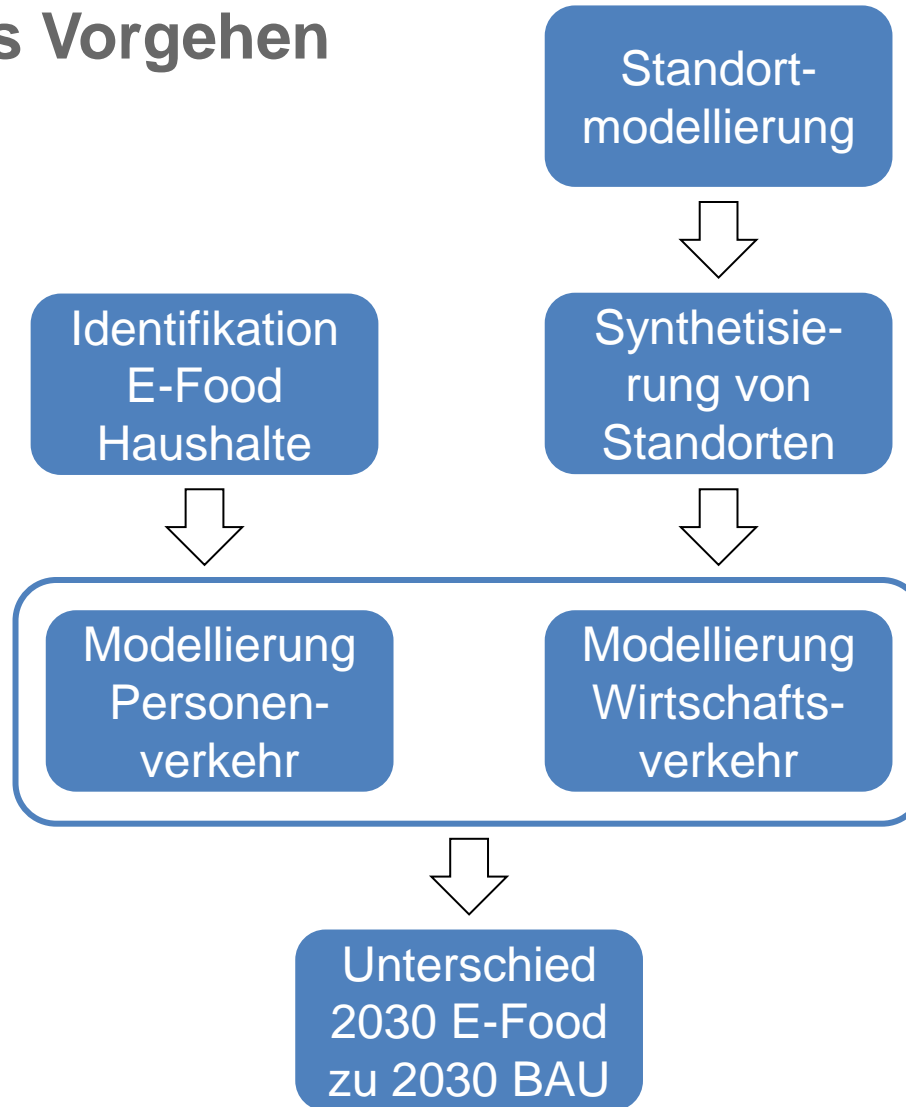 s Vorgehen
Standort-
modellierung
Identifikation
E-Food
Haushalte
Synthetisie-
rung von
Standorten
Modellierung
Personen-
verkehr
Modellierung
Wirtschafts-
verkehr
Unterschied
2030 E-Food
zu 2030 BAU